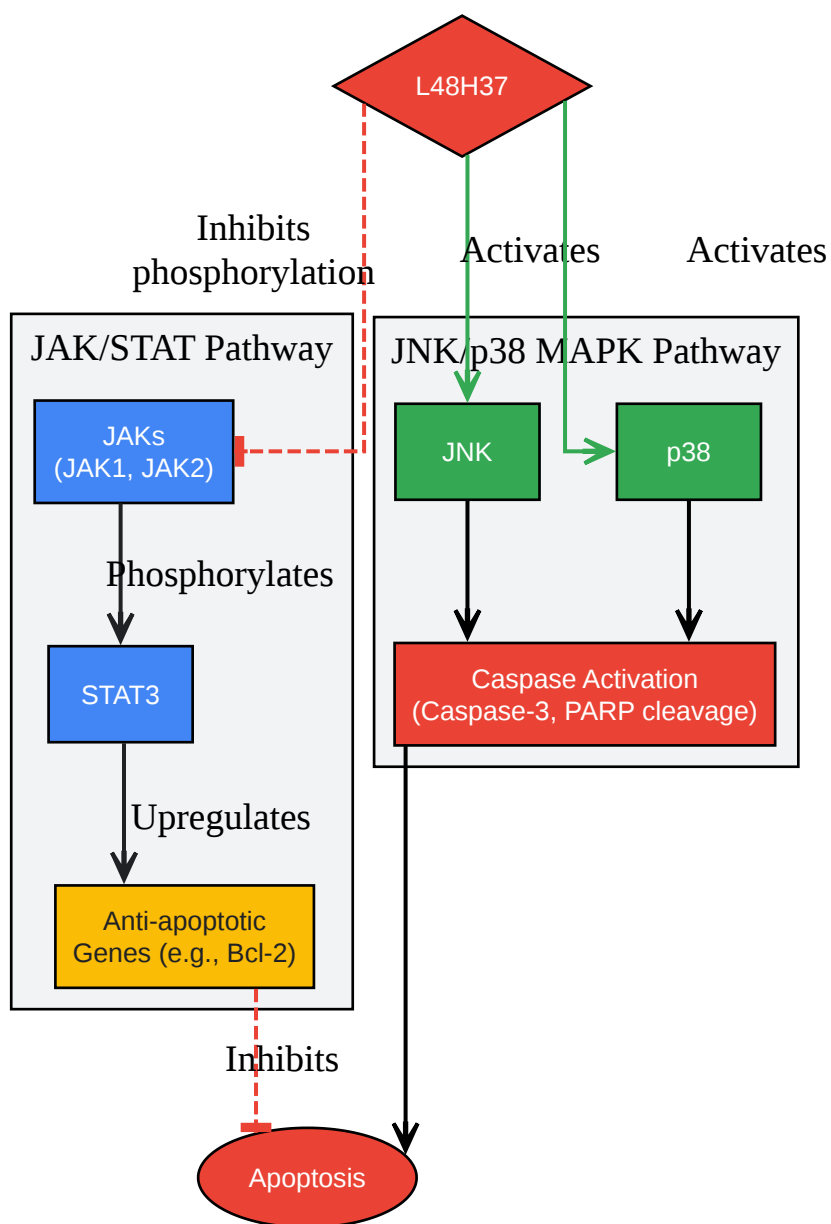 L48H37
Inhibits
phosphorylation
Activates
Activates
JAK/STAT Pathway
JNK/p38 MAPK Pathway
JAKs
(JAK1, JAK2)
JNK
p38
Phosphorylates
STAT3
Caspase Activation
(Caspase-3, PARP cleavage)
Upregulates
Anti-apoptotic
Genes (e.g., Bcl-2)
Inhibits
Apoptosis